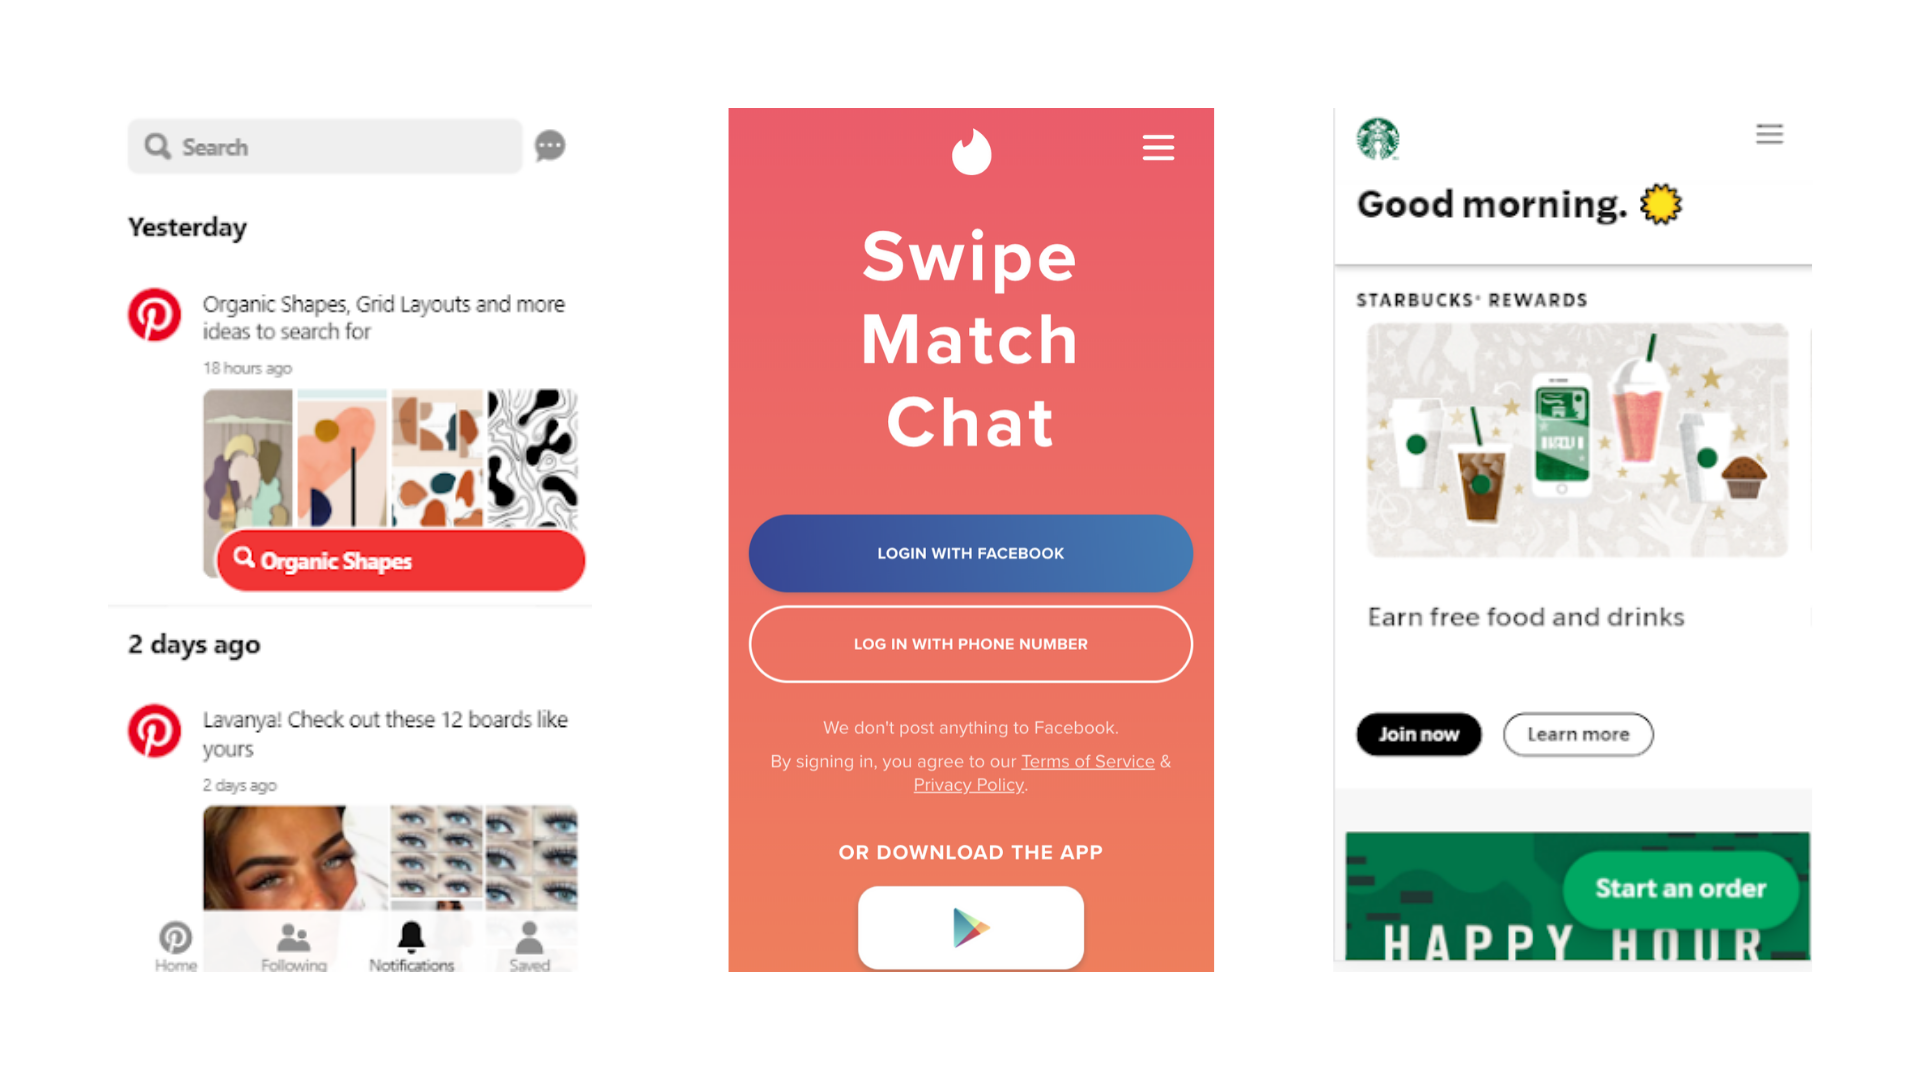 Search
Yesterday
Organic Shapes, Grid Layouts and more
ideas to search for
18 hours ago
Organic Shapes
2 days ago
Lavanya! Check out these 12 boards like
yours
2 days ago
Home
Following
Notifications
Saved
Swipe
Match
Chat
LOGIN WITH FACEBOOK
LOG IN WITH PHONE NUMBER
We don't post anything to Facebook.
By signing in, you agree to our Terms of Service &
Privacy Policy.
OR DOWNLOAD THE APP
Good morning.
STARBUCKS® REWARDS
Earn free food and drinks
Join now
Learn more
Start an order
HAPPY HOUR